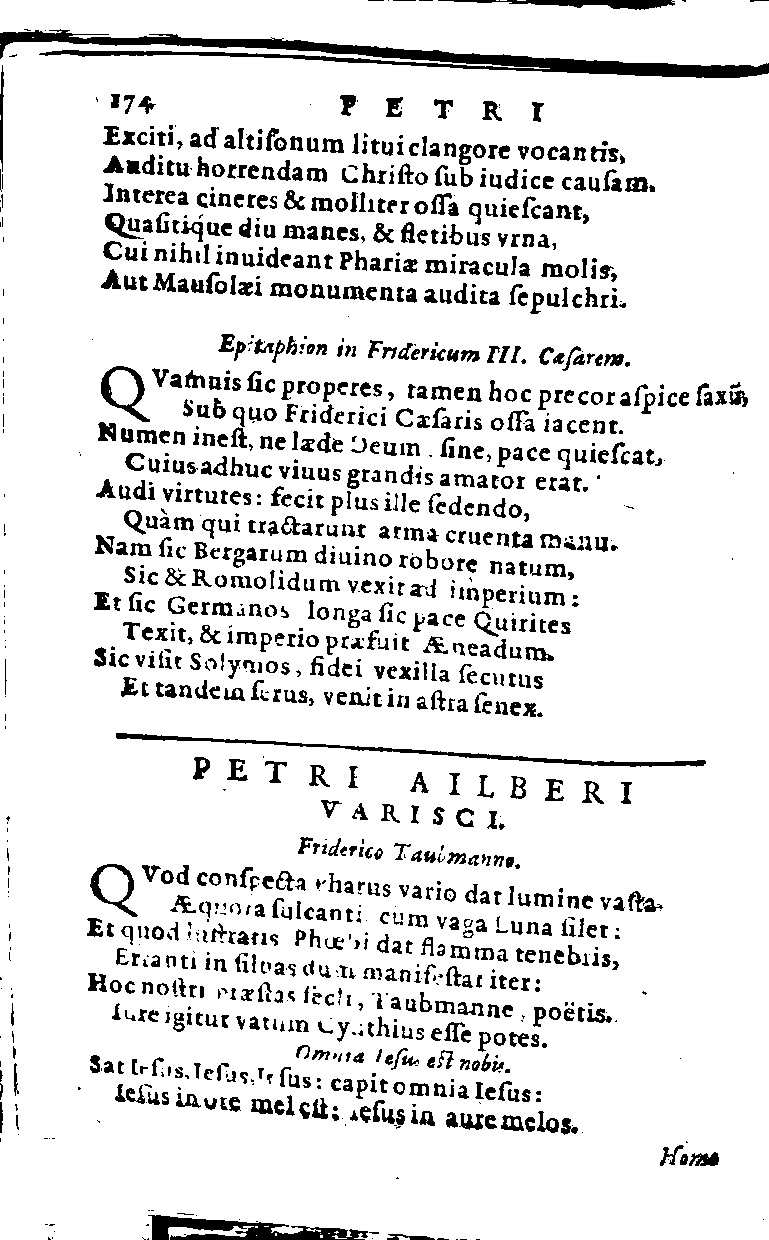 174 PETRI
Exciti, ad altiſonum litui clangore vocantis,
Auditu horrendam Chriſto ſub iudice cauſam.
Interea cineres & molliter oſſa quieſcant,
Quaſitiq́ue diu manes, & fletibus vrna,
Cui nihil inuideant Phariæ miracula molis,
Aut Mauſolæi monumenta audita ſepulchri.
Epitaphion in Fridericum III. Cæſarem.
QVamuis ſic properes, tamen hoc precor aſpice ſaxũ,
Sub quo Friderici Cæſaris oſſa iacent.
Numen ineſt, ne læde Deum. ſine, pace quieſcat,
Cuius adhuc viuus grandis amator erat.
Audi virtutes: fecit plus ille ſedendo,
Quàm qui tractarunt arma cruenta manu.
Nam ſic Bergarum diuino robore natum,
Sic & Romolidum vexit ad imperium:
Et ſic Germanos longa ſic pace Quirites
Texit, & imperio præfuit Æneadum.
Sic viſit Solymos, fidei vexilla ſecutus
Et tandem ſerus, venit in aſtra ſenex.
PETRI AILBERI
VARISCI.
Friderico Taubmanno.
QVod conſpecta Pharus vario dat lumine vaſta
Æquora ſulcanti, cum vaga Luna ſilet:
Et quod luſtratis Phœbi dat flamma tenebris,
Erranti in ſiluas dum manifeſtat iter:
Hoc noſtri præſtas ſecli, Taubmanne, poëtis.
Iure igitur vatum Cynthius eſſe potes.
Omnia Ieſus eſt nobis.
Sat Ieſus, Ieſus, Ieſus: capit omnia Ieſus:
Ieſus in ore mel eſt: Ieſus in aure melos.
Homo